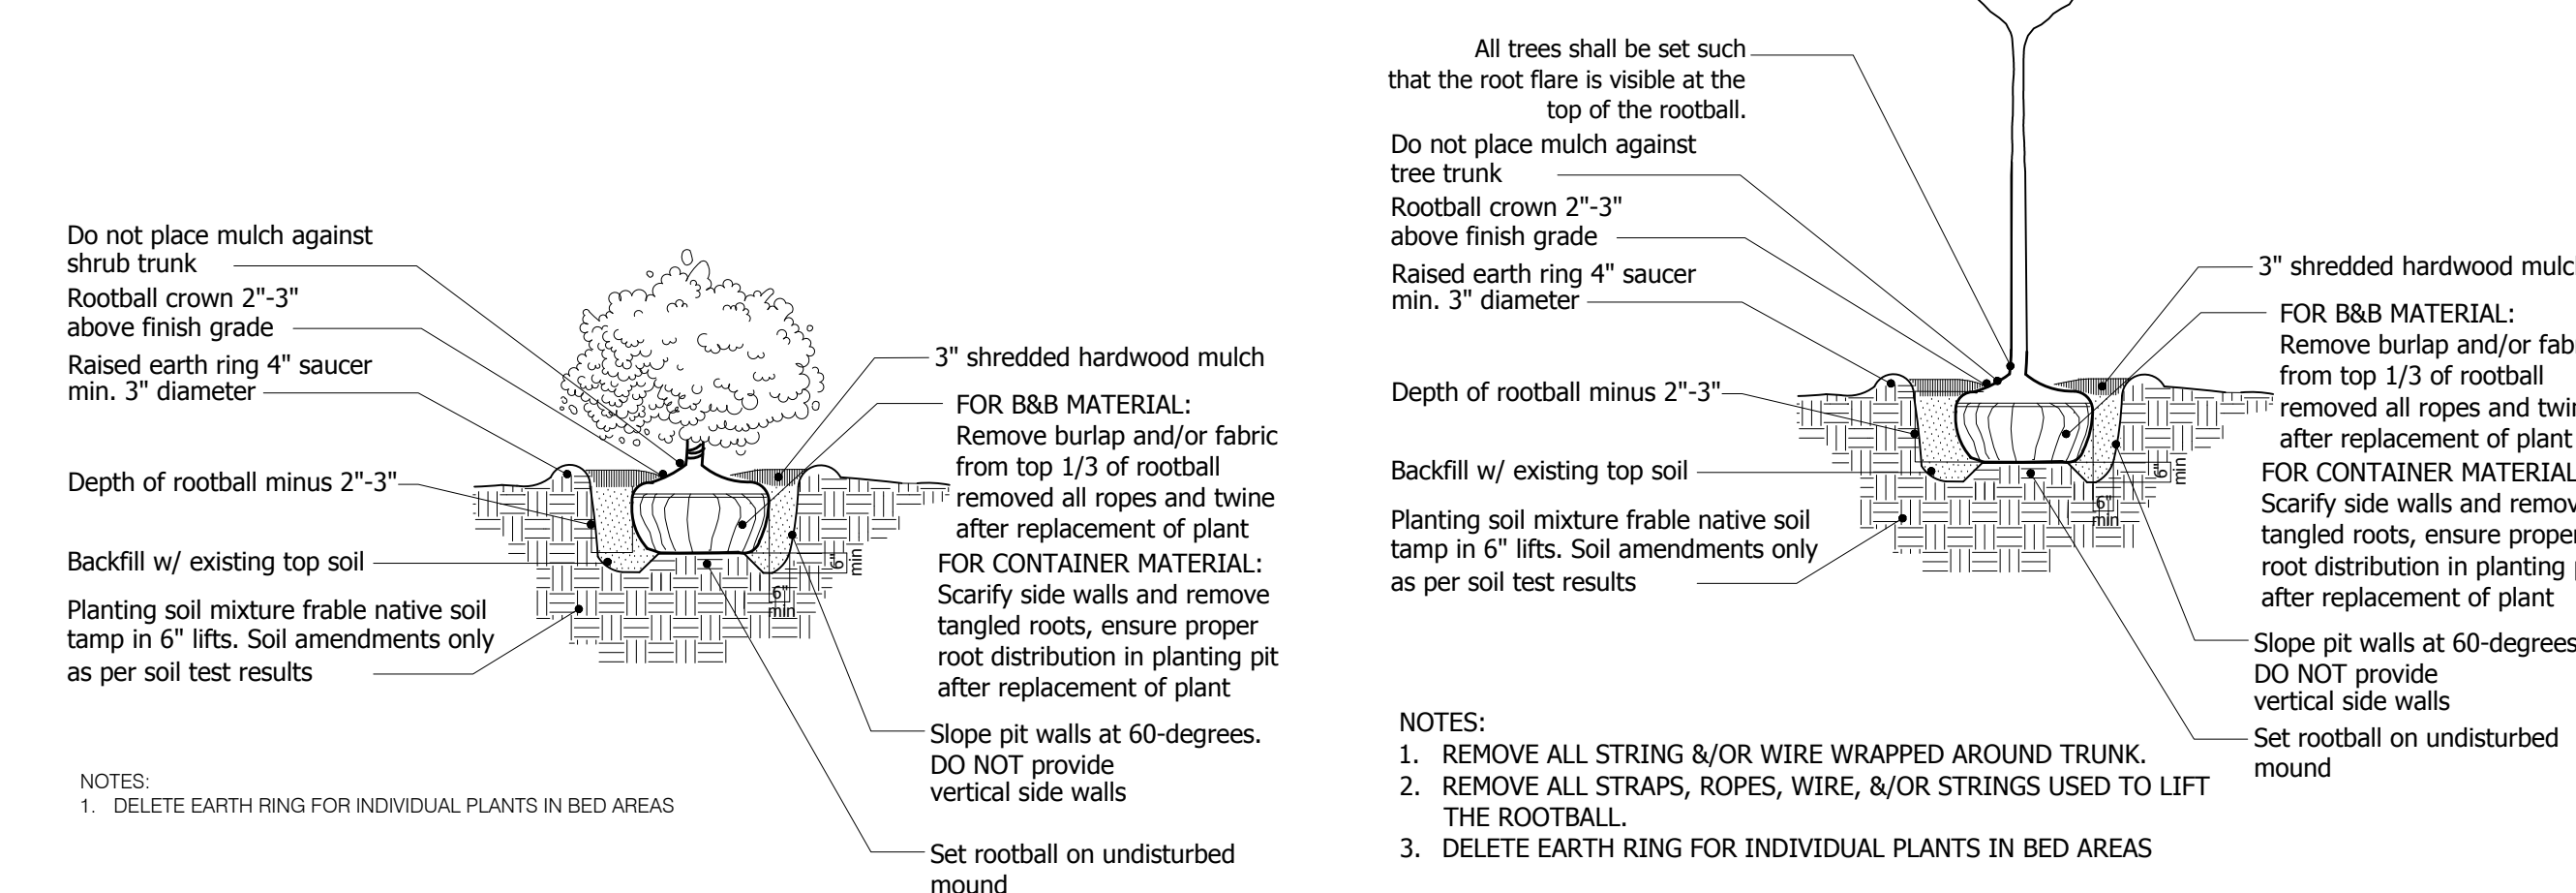 Do not place mulch against
shrub trunk
Rootball crown 2"-3"
above finish grade
Raised earth ring 4" saucer
min. 3" diameter
Depth of rootball minus 2"-3"
Backfill w/ existing top soil
Planting soil mixture frable native soil
tamp in 6" lifts. Soil amendments only
as per soil test results
3" shredded hardwood mulch
FOR B&B MATERIAL:
Remove burlap and/or fabric
from top 1/3 of rootball
removed all ropes and twine
after replacement of plant
FOR CONTAINER MATERIAL:
Scarify side walls and remove
tangled roots, ensure proper
root distribution in planting pit
after replacement of plant
Slope pit walls at 60-degrees.
DO NOT provide
vertical side walls
Set rootball on undisturbed
mound
6"
min
6"
min
NOTES:
1. DELETE EARTH RING FOR INDIVIDUAL PLANTS IN BED AREAS
All trees shall be set such
that the root flare is visible at the
top of the rootball.
Do not place mulch against
tree trunk
Rootball crown 2"-3"
above finish grade
Raised earth ring 4" saucer
min. 3" diameter
Depth of rootball minus 2"-3"
Backfill w/ existing top soil
Planting soil mixture frable native soil
tamp in 6" lifts. Soil amendments only
as per soil test results
3" shredded hardwood
FOR B&B MATERIAL:
Remove burlap and/or
from top 1/3 of rootball
removed all ropes and
after replacement of plant
FOR CONTAINER MATERIAL
Scarify side walls and
tangled roots, ensure proper
root distribution in planting
after replacement of plant
Slope pit walls at 60-degrees
DO NOT provide
vertical side walls
Set rootball on undisturbed
mound
6"
min
6"
min
NOTES:
1. REMOVE ALL STRING &/OR WIRE WRAPPED AROUND TRUNK.
2. REMOVE ALL STRAPS, ROPES, WIRE, &/OR STRINGS USED TO LIFT
THE ROOTBALL.
3. DELETE EARTH RING FOR INDIVIDUAL PLANTS IN BED AREAS